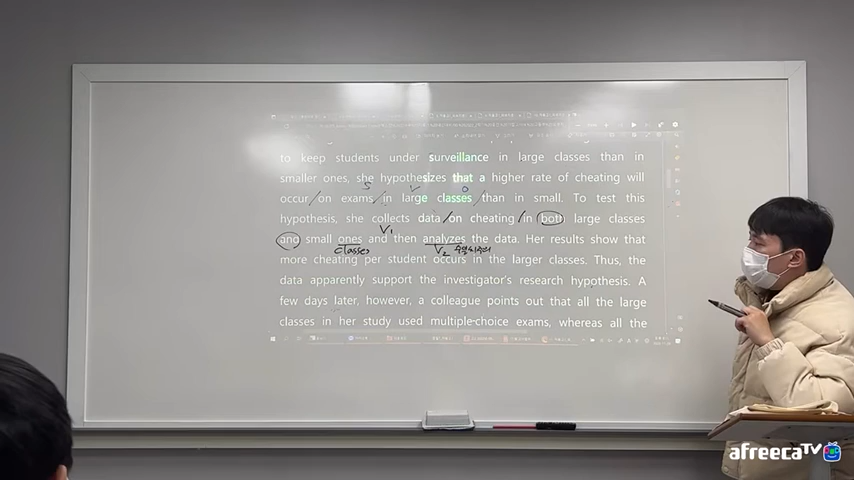 to keep students under surveillance in large classes than in
smaller ones, she hypothesizes that a higher rate of cheating will
S V O
occur/on exams/in large classes/than in small. To test this
hypothesis, she collects data/on cheating/in both large classes
V1
and small ones and then analyzes the data. Her results show that
classes V2
more cheating per student occurs in the larger classes. Thus, the
data apparently support the investigator's research hypothesis. A
few days later, however, a colleague points out that all the large
classes in her study used multiple-choice exams, whereas all the
afreecaTV